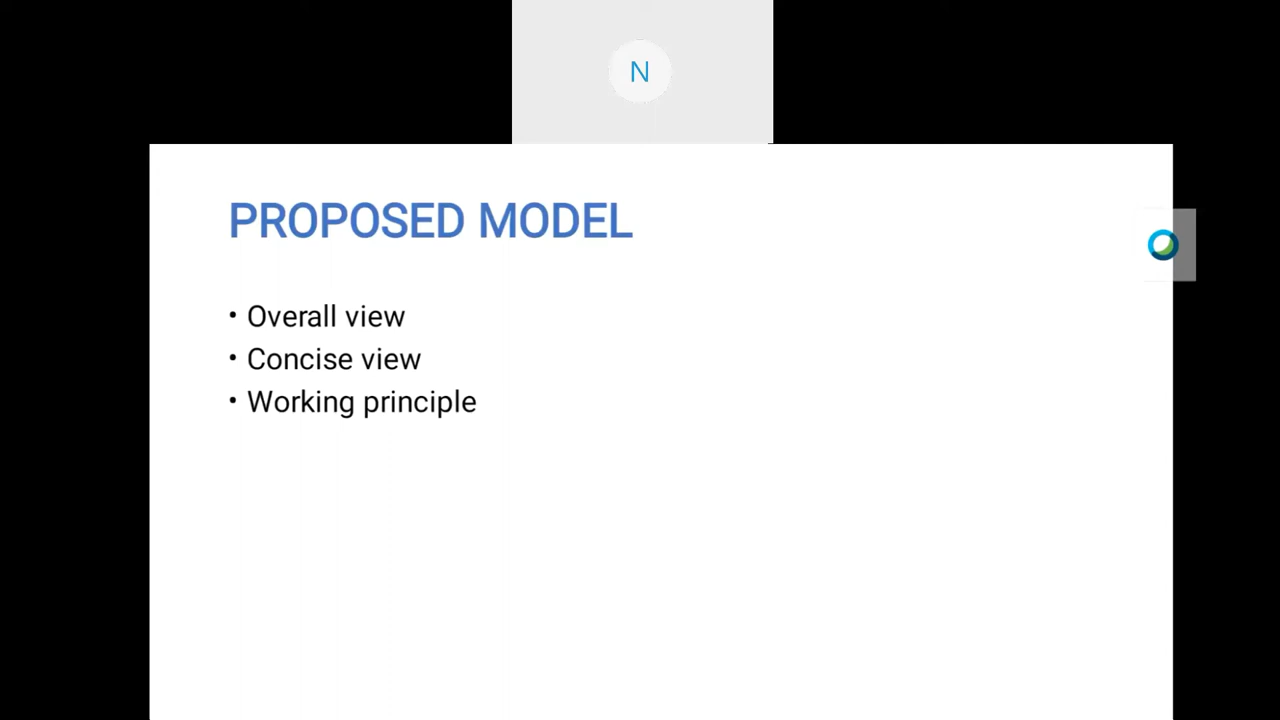 N
PROPOSED MODEL
• Overall view
• Concise view
• Working principle